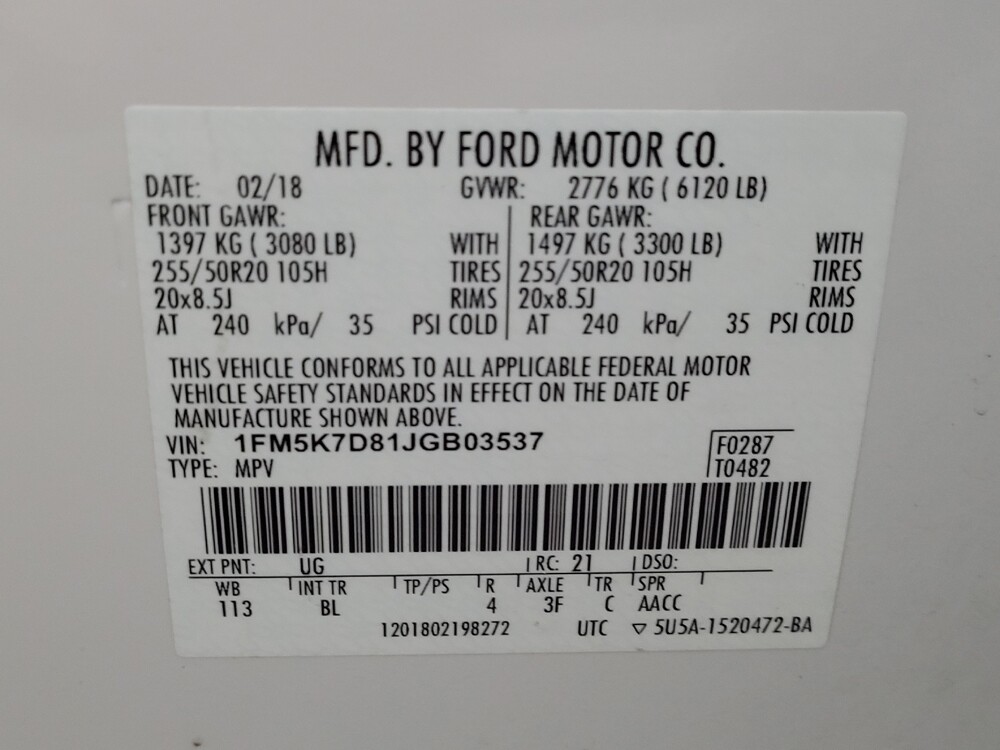 MFD. BY FORD MOTOR CO.
DATE: 02/18 GVWR: 2776 KG ( 6120 LB)
FRONT GAWR: REAR GAWR:
1397 KG ( 3080 LB) WITH 1497 KG ( 3300 LB) WITH
255/50R20 105H TIRES 255/50R20 105H TIRES
20x8.5J RIMS 20x8.5J RIMS
AT 240 kPa/ 35 PSI COLD AT 240 kPa/ 35 PSI COLD
THIS VEHICLE CONFORMS TO ALL APPLICABLE FEDERAL MOTOR
VEHICLE SAFETY STANDARDS IN EFFECT ON THE DATE OF
MANUFACTURE SHOWN ABOVE.
VIN: 1FM5K7D81JGB03537 F0287
TYPE: MPV T0482
EXT PNT: UG RC: 21 DSO:
WB INT TR TP/PS R AXLE TR SPR
113 BL 4 3F C AACC
1201802198272 UTC ▽ 5U5A-1520472-BA